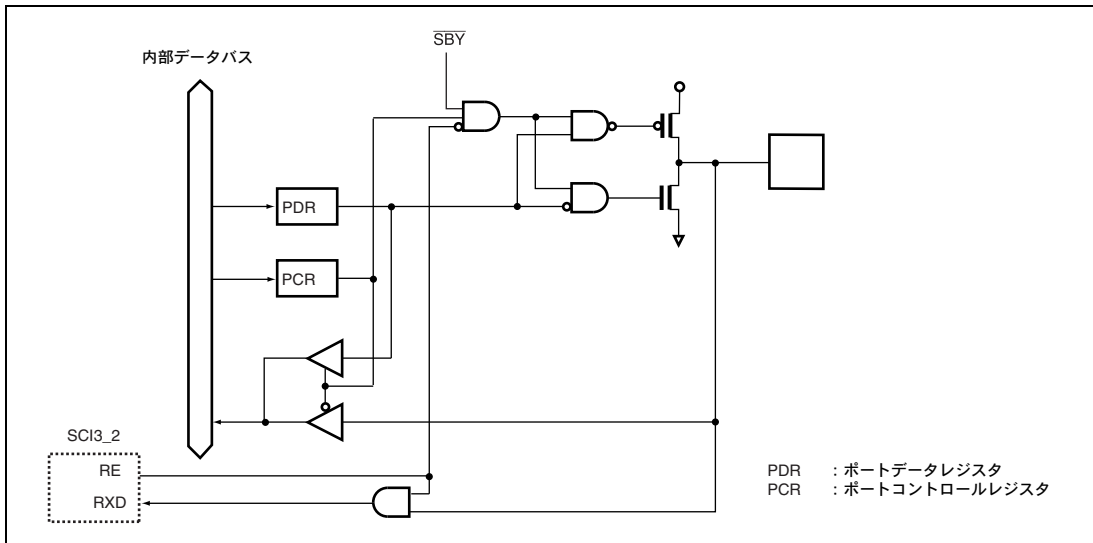 SBY
内部データバス
PDR
PCR
SCI3_2
RE
RXD
PDR :ポートデータレジスタ
PCR :ポートコントロールレジスタ